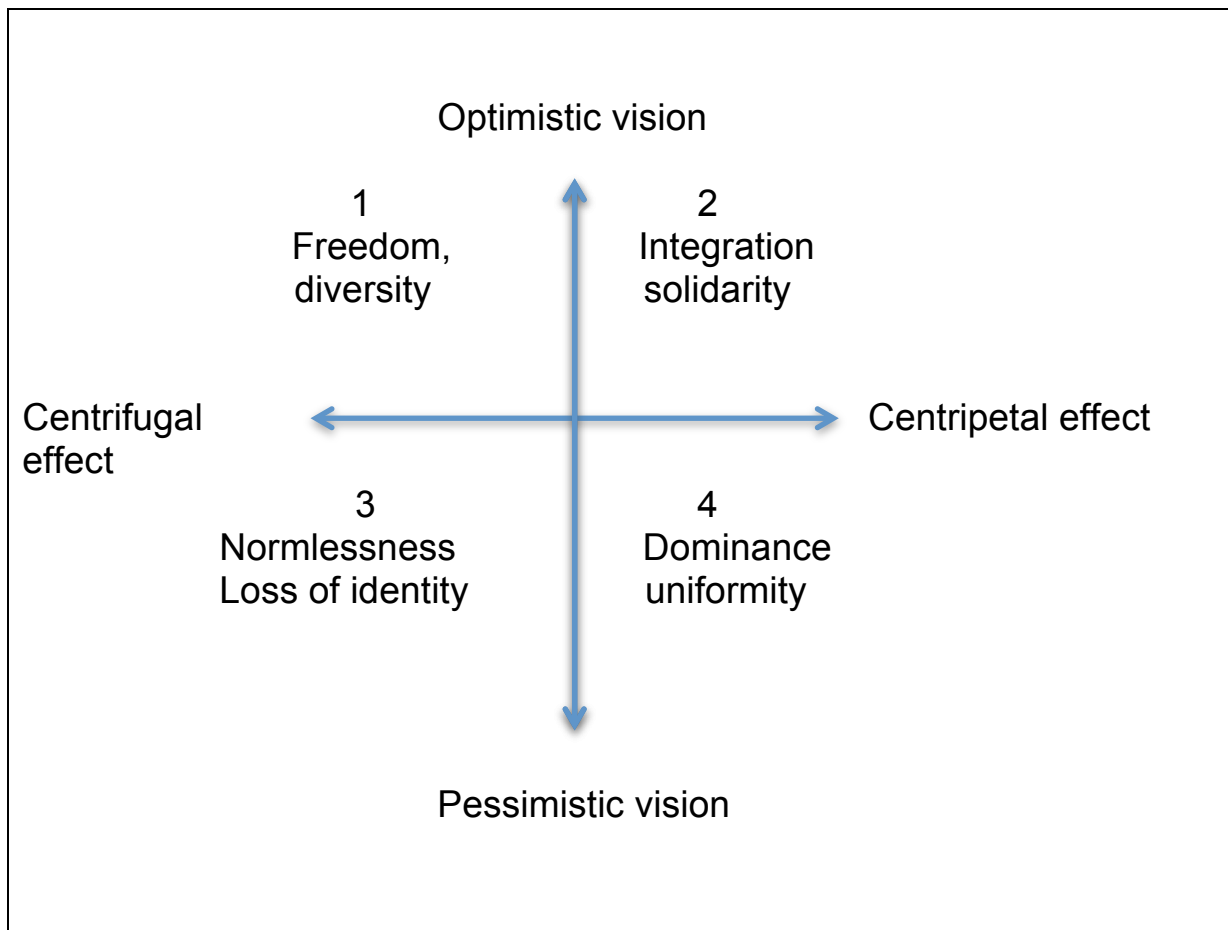 Optimistic vision
1
Freedom,
diversity
2
Integration
solidarity
Centrifugal
effect
Centripetal effect
3
Normlessness
Loss of identity
4
Dominance
uniformity
Pessimistic vision